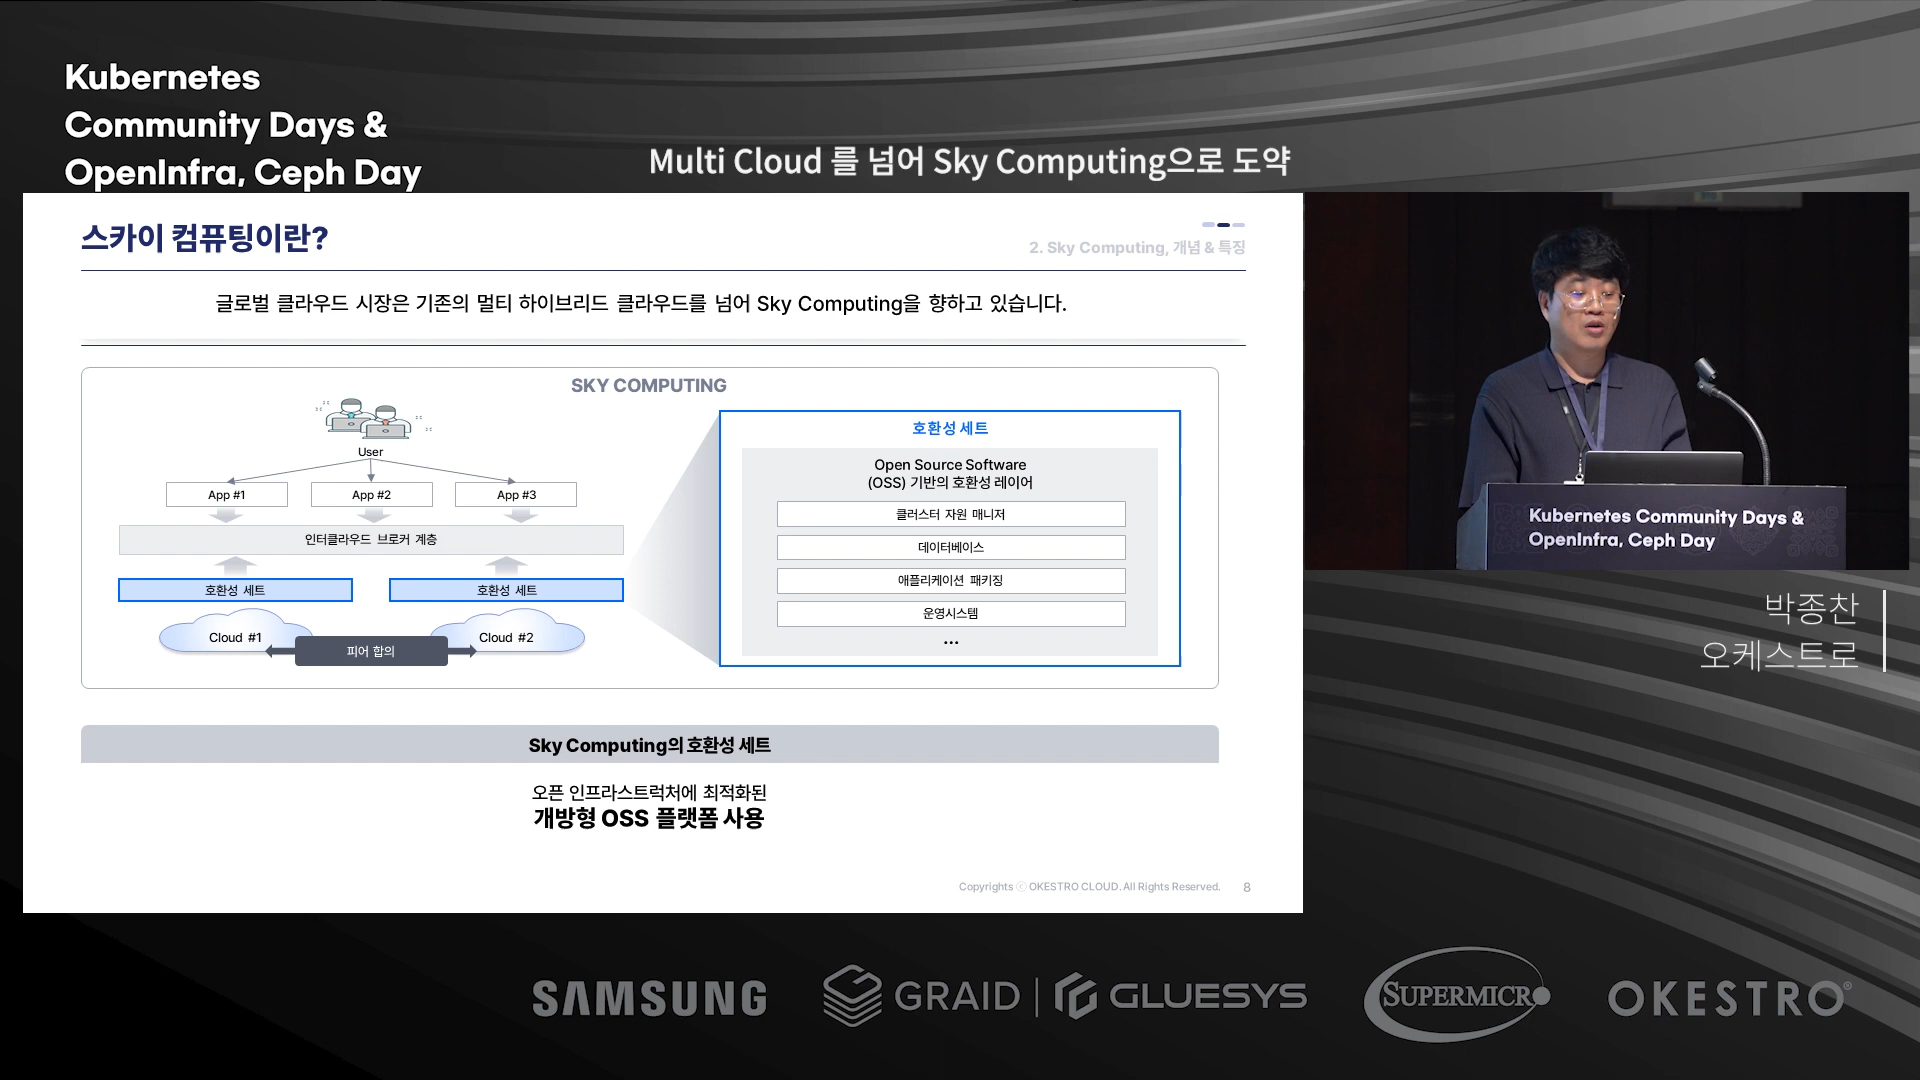 Kubernetes
Community Days &
OpenInfra, Ceph Day
Multi Cloud 를 넘어 Sky Computing으로 도약
스카이 컴퓨팅이란?
2. Sky Computing, 개념 & 특징
글로벌 클라우드 시장은 기존의 멀티 하이브리드 클라우드를 넘어 Sky Computing을 향하고 있습니다.
SKY COMPUTING
User
App #1
App #2
App #3
인터클라우드 브로커 계층
호환성 세트
호환성 세트
Cloud #1
피어 합의
Cloud #2
호환성 세트
Open Source Software
(OSS) 기반의 호환성 레이어
클러스터 자원 매니저
데이터베이스
애플리케이션 패키징
운영시스템
...
Sky Computing의 호환성 세트
오픈 인프라스트럭처에 최적화된
개방형 OSS 플랫폼 사용
Copyrights ⓒ OKESTRO CLOUD. All Rights Reserved.
8
Kubernetes Community Days &
OpenInfra, Ceph Day
박종찬
오케스트로
SAMSUNG
GRAID
GLUESYS
SUPERMICRO
OKESTRO®